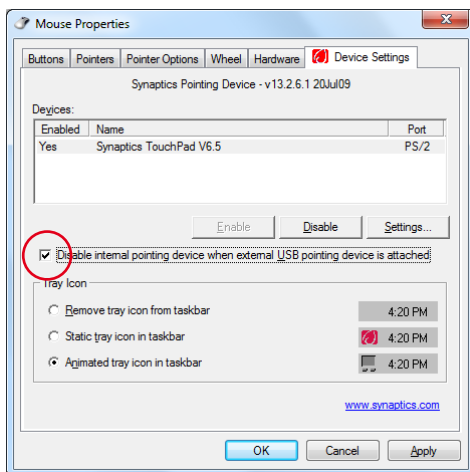 Mouse Properties
Buttons Pointers Pointer Options Wheel Hardware Device Settings
Synaptics Pointing Device - v13.2.6.1 20Jul09
Devices:
Enabled Name Port
Yes Synaptics TouchPad V6.5 PS/2
Enable Disable Settings...
Disable internal pointing device when external USB pointing device is attached
Tray Icon
Remove tray icon from taskbar 4:20 PM
Static tray icon in taskbar 4:20 PM
Animated tray icon in taskbar 4:20 PM
www.synaptics.com
OK Cancel Apply